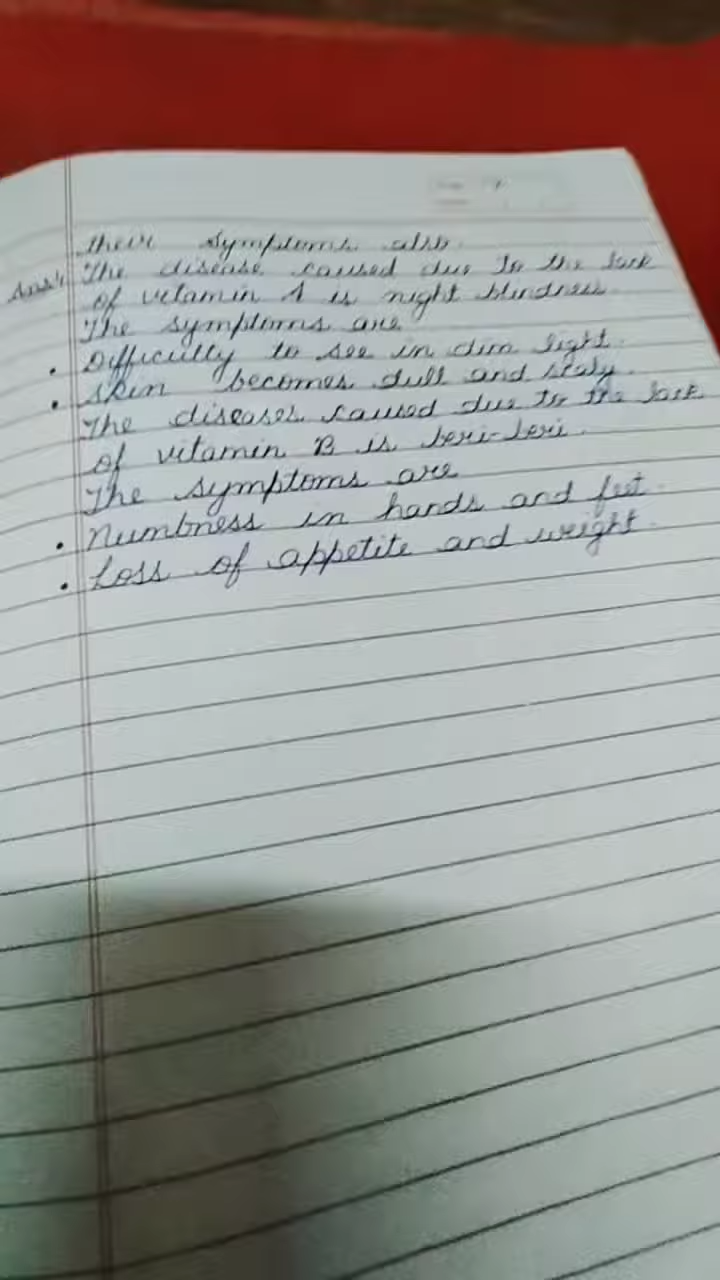 their symptoms also.
Ans: The disease caused due to the lack
of vitamin A is night blindness.
The symptoms are
• Difficulty to see in dim light.
• Skin becomes dull and scaly.
The diseases caused due to the lack
of vitamin B is beri-beri.
The symptoms are
• Numbness in hands and feet.
• Loss of appetite and weight.